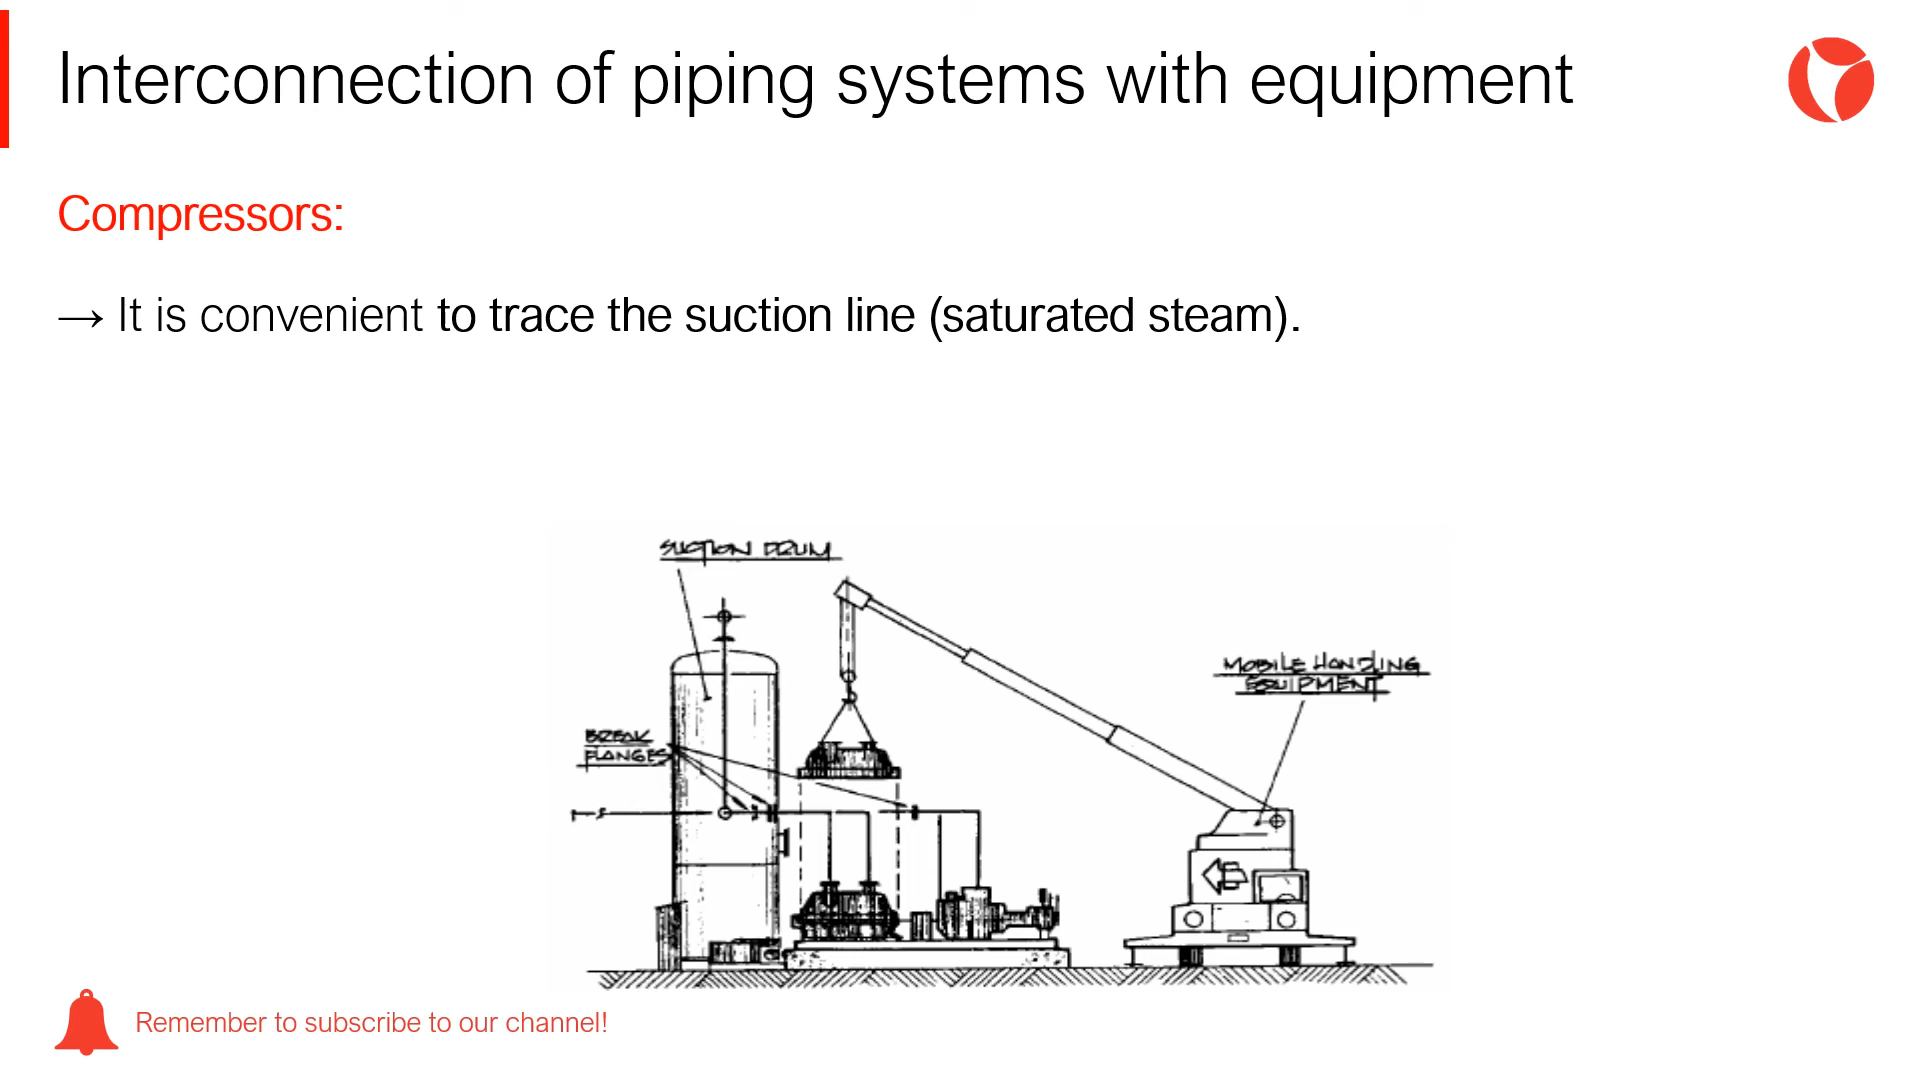 Interconnection of piping systems with equipment
Compressors:
→ It is convenient to trace the suction line (saturated steam).
SUCTION DRUM
MOBILE HANDLING
EQUIPMENT
BREAK
FLANGES
Remember to subscribe to our channel!